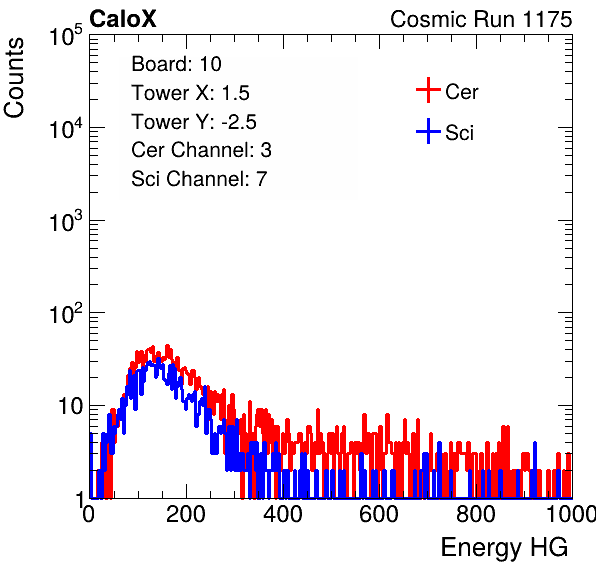 CaloX Cosmic Run 1175
Counts
Board: 10
Tower X: 1.5
Tower Y: -2.5
Cer Channel: 3
Sci Channel: 7
Cer
Sci
10^5
10^4
10^3
10^2
10
1
0 200 400 600 800 1000
Energy HG